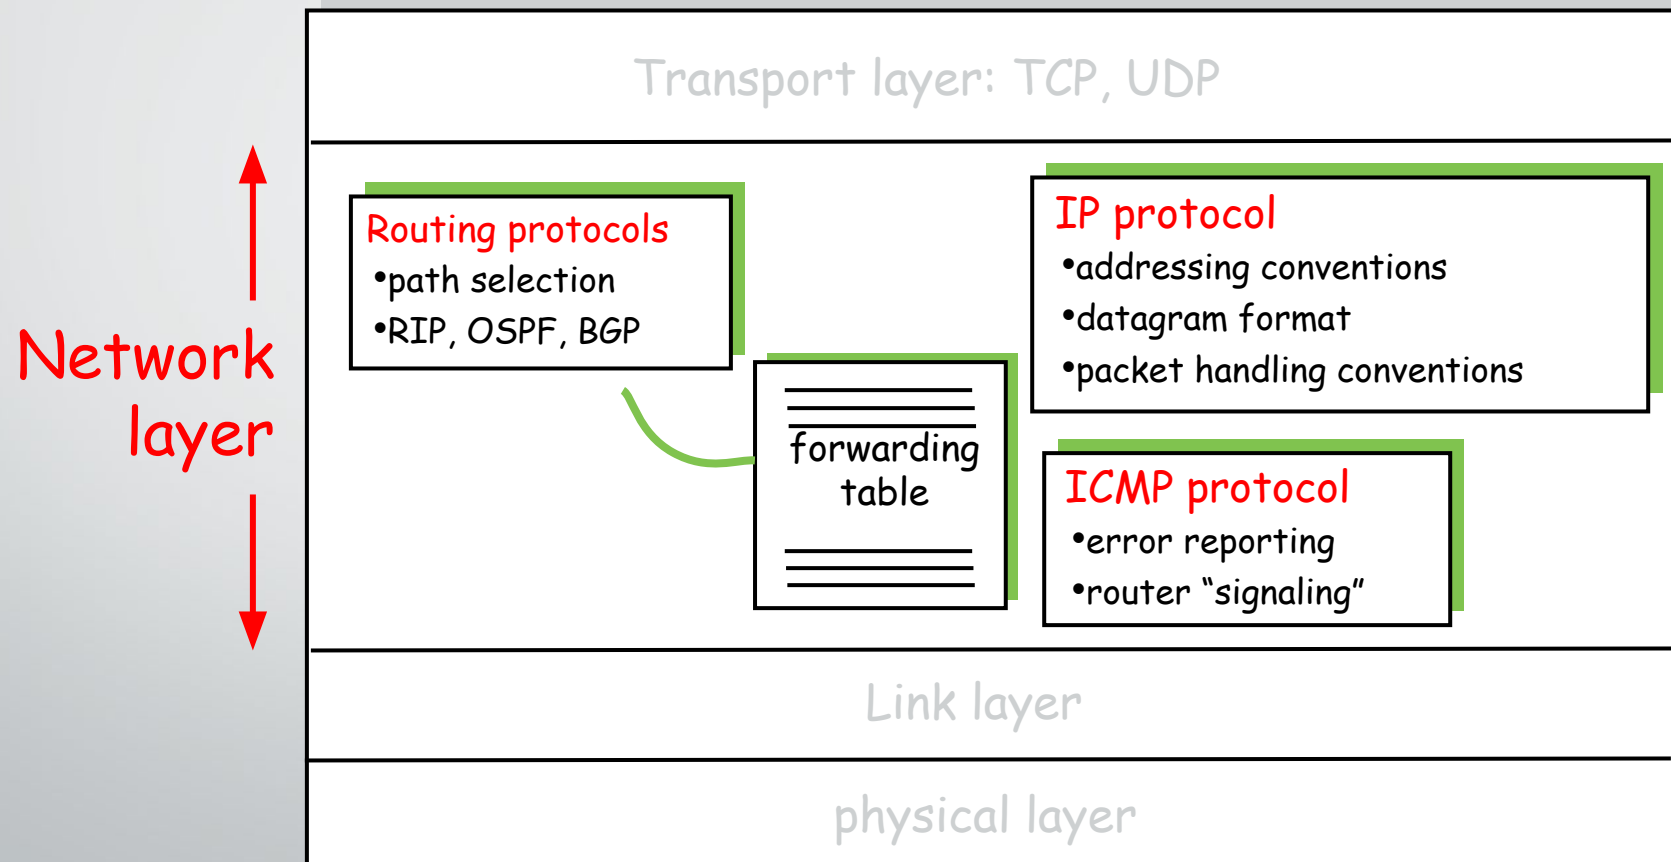 Transport layer: TCP, UDP
Network
layer
Routing protocols
•path selection
•RIP, OSPF, BGP
forwarding
table
IP protocol
•addressing conventions
•datagram format
•packet handling conventions
ICMP protocol
•error reporting
•router “signaling”
Link layer
physical layer